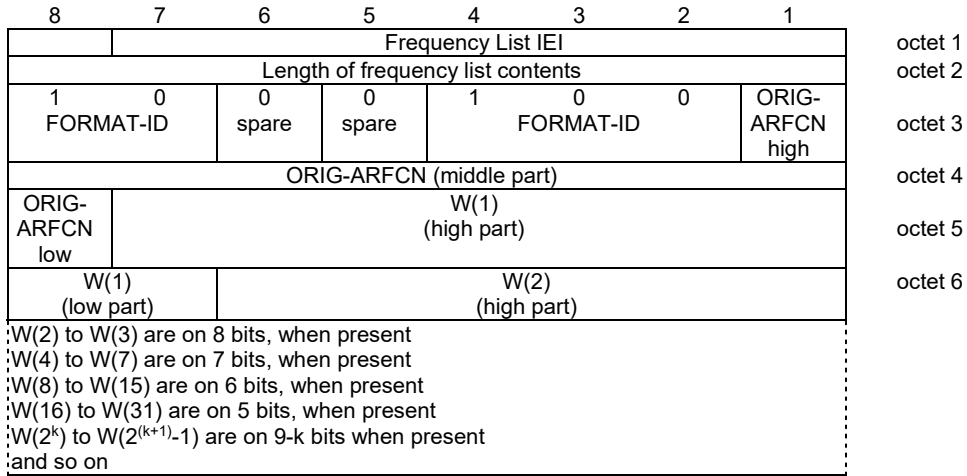 8 7 6 5 4 3 2 1
Frequency List IEI octet 1
Length of frequency list contents octet 2
1 0 0 0 1 0 0 ORIG-
FORMAT-ID spare spare FORMAT-ID ARFCN octet 3
high
ORIG-ARFCN (middle part) octet 4
ORIG- W(1)
ARFCN (high part) octet 5
low
W(1) W(2) octet 6
(low part) (high part)
W(2) to W(3) are on 8 bits, when present
W(4) to W(7) are on 7 bits, when present
W(8) to W(15) are on 6 bits, when present
W(16) to W(31) are on 5 bits, when present
W(2^k) to W(2^(k+1)-1) are on 9-k bits when present
and so on